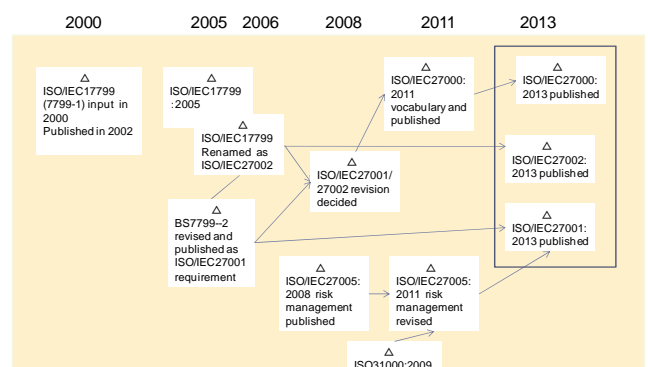 2000 2005 2006 2008 2011 2013
△
ISO/IEC17799
(7799-1) input in
2000
Published in 2002
△
ISO/IEC17799
:2005
△
ISO/IEC17799
Renamed as
ISO/IEC27002
△
BS7799--2
revised and
published as
ISO/IEC27001
requirement
△
ISO/IEC27001/
27002 revision
decided
△
ISO/IEC27000:
2011
vocabulary and
published
△
ISO/IEC27000:
2013 published
△
ISO/IEC27002:
2013 published
△
ISO/IEC27001:
2013 published
△
ISO/IEC27005:
2008 risk
management
published
△
ISO/IEC27005:
2011 risk
management
revised
△
ISO31000:2009